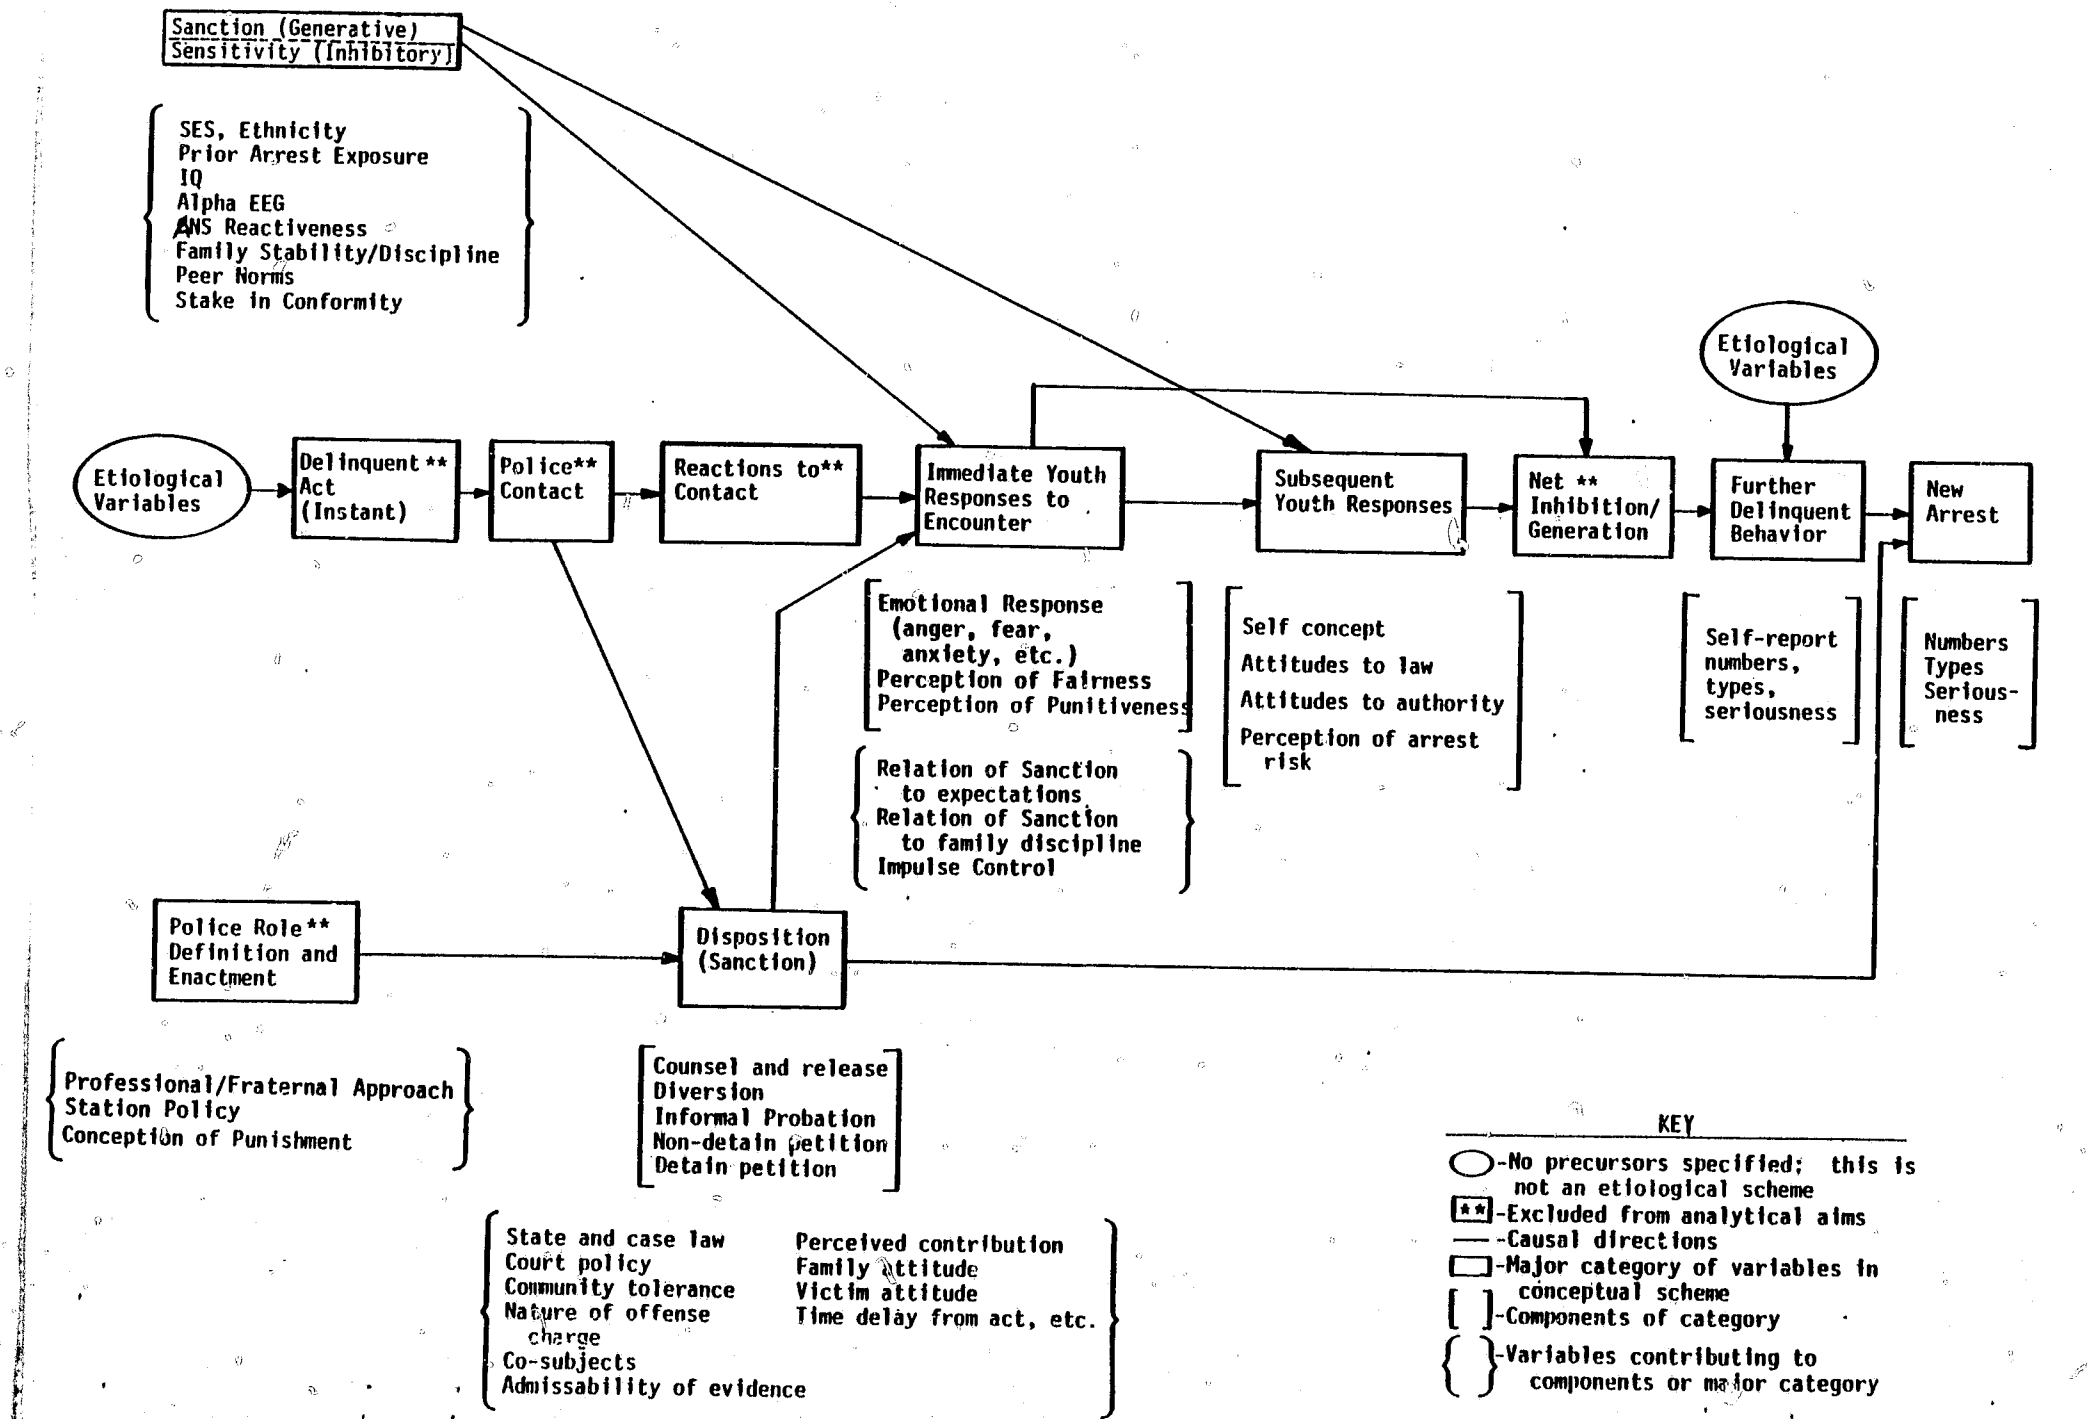 Sanction (Generative)
Sensitivity (Inhibitory)
SES, Ethnicity
Prior Arrest Exposure
IQ
Alpha EEG
ANS Reactiveness
Family Stability/Discipline
Peer Norms
Stake in Conformity
Etiological
Variables
Etiological
Variables
Delinquent **
Act
(Instant)
Police**
Contact
Reactions to**
Contact
Immediate Youth
Responses to
Encounter
Subsequent
Youth Responses
Net **
Inhibition/
Generation
Further
Delinquent
Behavior
New
Arrest
Emotional Response
(anger, fear,
anxiety, etc.)
Perception of Fairness
Perception of Punitiveness
Relation of Sanction
to expectations
Relation of Sanction
to family discipline
Impulse Control
Self concept
Attitudes to law
Attitudes to authority
Perception of arrest
risk
Self-report
numbers,
types,
seriousness
Numbers
Types
Serious-
ness
Police Role**
Definition and
Enactment
Disposition
(Sanction)
Professional/Fraternal Approach
Station Policy
Conception of Punishment
Counsel and release
Diversion
Informal Probation
Non-detain petition
Detain petition
State and case law
Court policy
Community tolerance
Nature of offense
charge
Co-subjects
Admissability of evidence
Perceived contribution
Family attitude
Victim attitude
Time delay from act, etc.
KEY
-No precursors specified; this is
not an etiological scheme
** -Excluded from analytical aims
-Causal directions
-Major category of variables in
conceptual scheme
[ ]-Components of category
{ }-Variables contributing to
components or major category